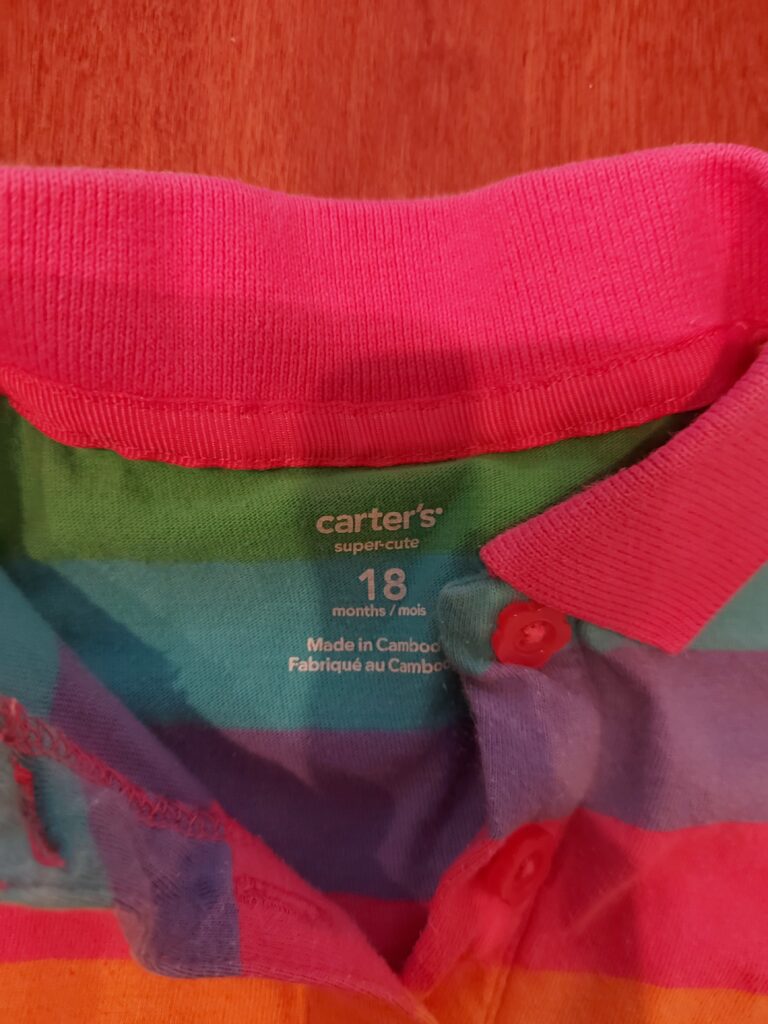 carter's
super-cute
18
months / mois
Made in
Fabriqué au